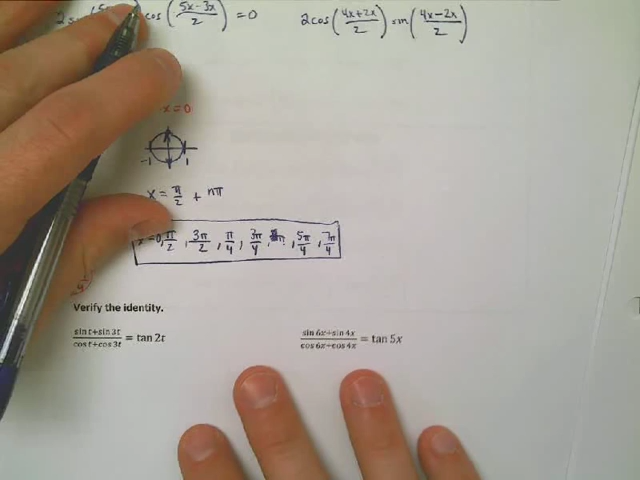 cos(5x-3x/2) = 0
2cos(4x+2x/2)=m(4x-2x/2)
x=0
-1 1
x = π/2 + nπ
π/2, 3π/2, π/4, 3π/4, 5π/4, 7π/4
Verify the identity.
sin t+sin 3t/cos t+cos 3t = tan 2t
sin 6x+sin 4x/cos 6x+cos 4x = tan 5x